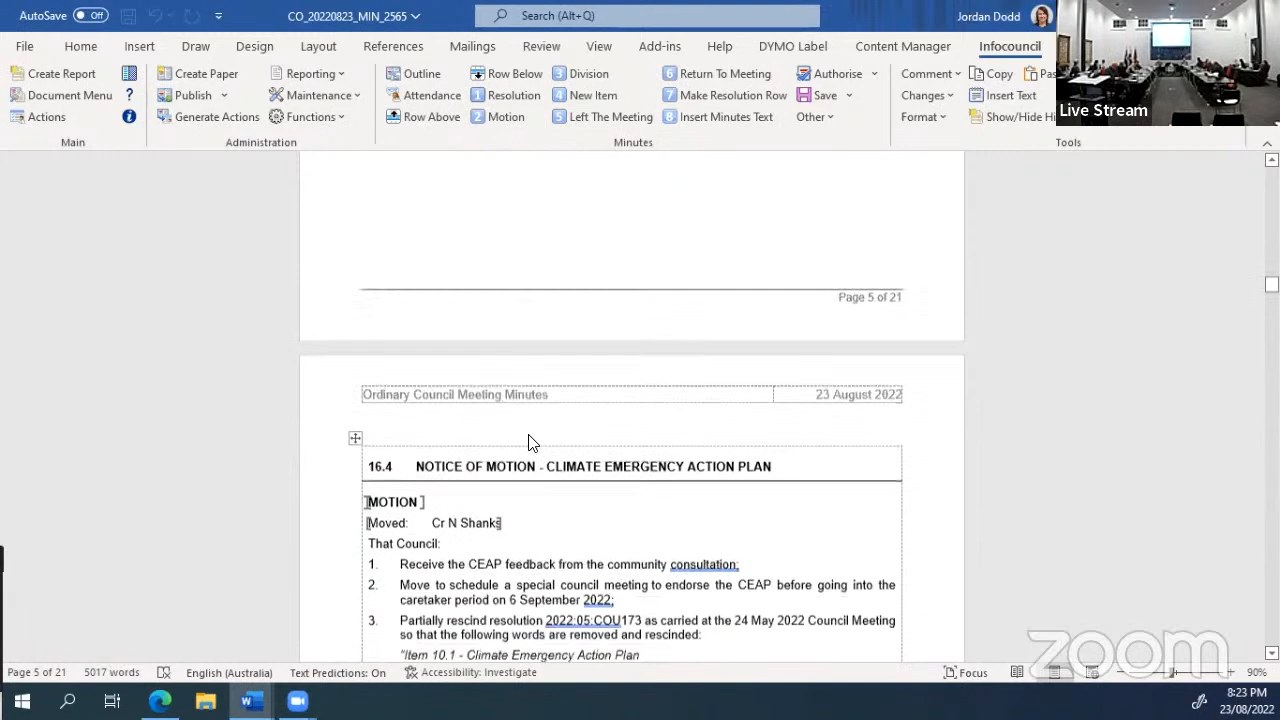 AutoSave Off
CO_20220823_MIN_2565
Search (Alt+Q)
Jordan Dodd
File Home Insert Draw Design Layout References Mailings Review View Add-ins Help DYMO Label Content Manager Infocouncil
Create Report Create Paper Reporting Outline Row Below 3 Division 6 Return To Meeting Authorise Comment Copy
Document Menu ? Publish Maintenance Attendance 1 Resolution 4 New Item 7 Make Resolution Row Save Changes Insert Text
Actions Generate Actions Functions Row Above 2 Motion 5 Left The Meeting 8 Insert Minutes Text Other Format Show/Hide
Main Administration Minutes Tools
Live Stream
Page 5 of 21
Ordinary Council Meeting Minutes 23 August 2022
16.4 NOTICE OF MOTION - CLIMATE EMERGENCY ACTION PLAN
MOTION
Moved: Cr N Shanks
That Council:
1. Receive the CEAP feedback from the community consultation;
2. Move to schedule a special council meeting to endorse the CEAP before going into the
caretaker period on 6 September 2022;
3. Partially rescind resolution 2022:05:COU173 as carried at the 24 May 2022 Council Meeting
so that the following words are removed and rescinded:
"Item 10.1 - Climate Emergency Action Plan
zoom
Page 5 of 21 5017 words English (Australia) Text Predictions: On Accessibility: Investigate Focus 90%
8:23 PM
23/08/2022